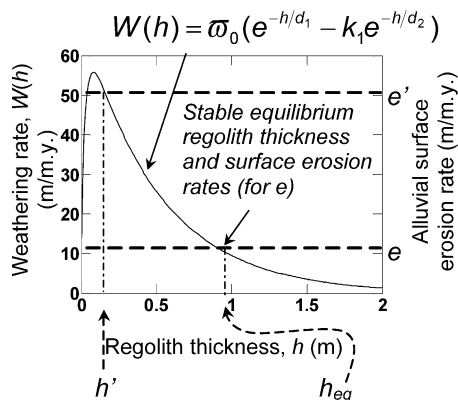 W(h) = ϖ₀(e^{-h/d₁} − k₁e^{-h/d₂})
Weathering rate, W(h)
(m/m.y.)
60
50
40
30
20
10
0
Stable equilibrium
regolith thickness
and surface erosion
rates (for e)
e'
e
Alluvial surface
erosion rate (m/m.y.)
0 0.5 1 1.5 2
Regolith thickness, h (m)
h' h_eq